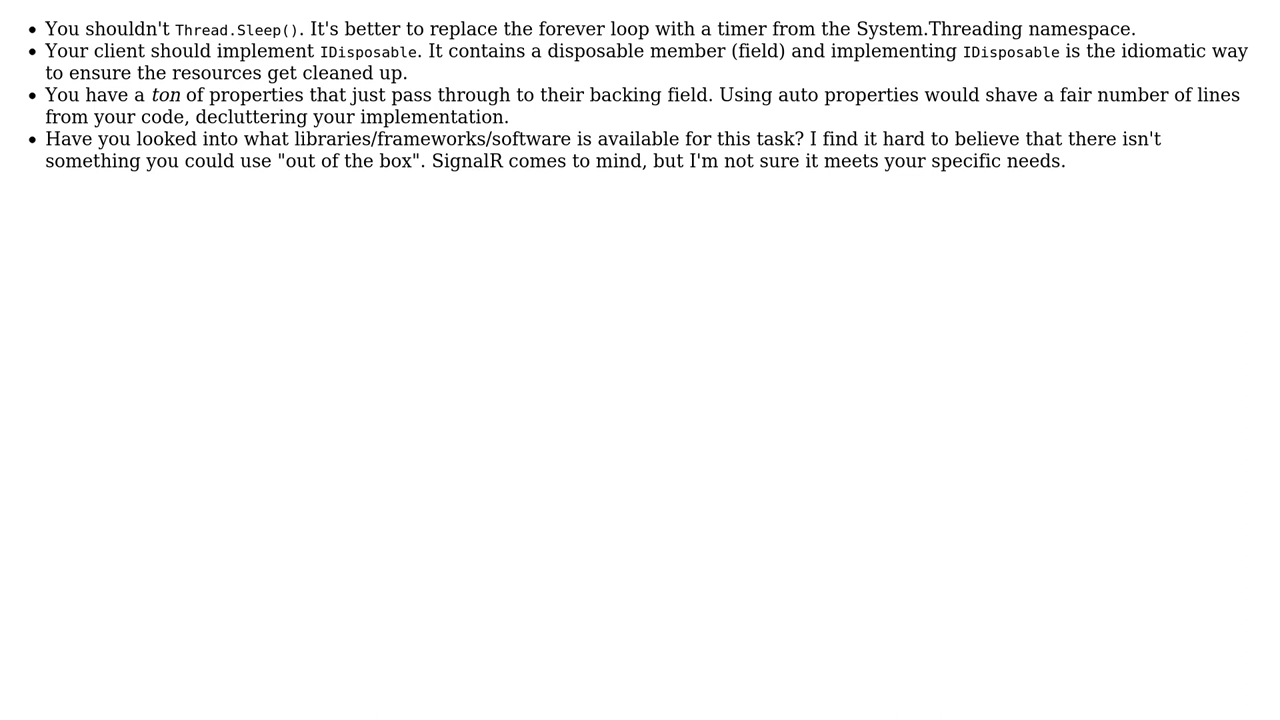 • You shouldn't Thread.Sleep(). It's better to replace the forever loop with a timer from the System.Threading namespace.
• Your client should implement IDisposable. It contains a disposable member (field) and implementing IDisposable is the idiomatic way
to ensure the resources get cleaned up.
• You have a ton of properties that just pass through to their backing field. Using auto properties would shave a fair number of lines
from your code, decluttering your implementation.
• Have you looked into what libraries/frameworks/software is available for this task? I find it hard to believe that there isn't
something you could use "out of the box". SignalR comes to mind, but I'm not sure it meets your specific needs.